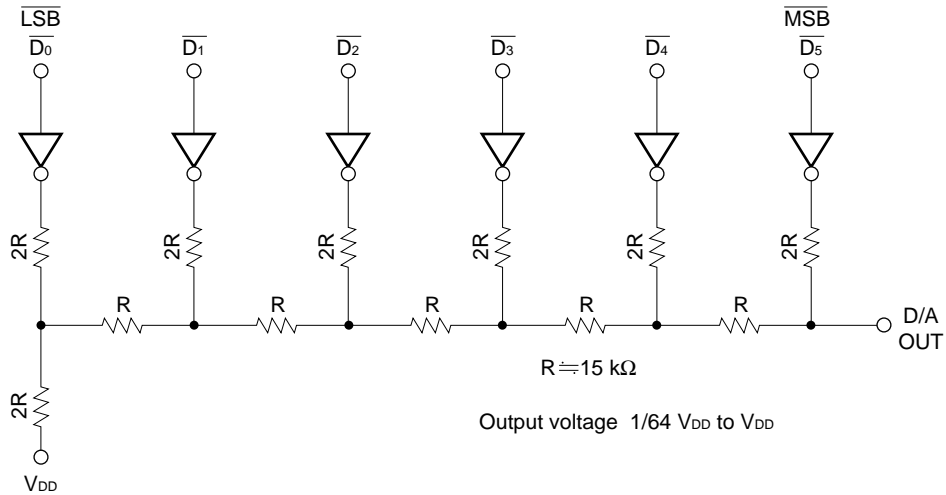 LSB MSB
D0 D1 D2 D3 D4 D5
2R 2R 2R 2R 2R 2R
R R R R R
D/A
OUT
2R
R≒15 kΩ
Output voltage 1/64 VDD to VDD
VDD